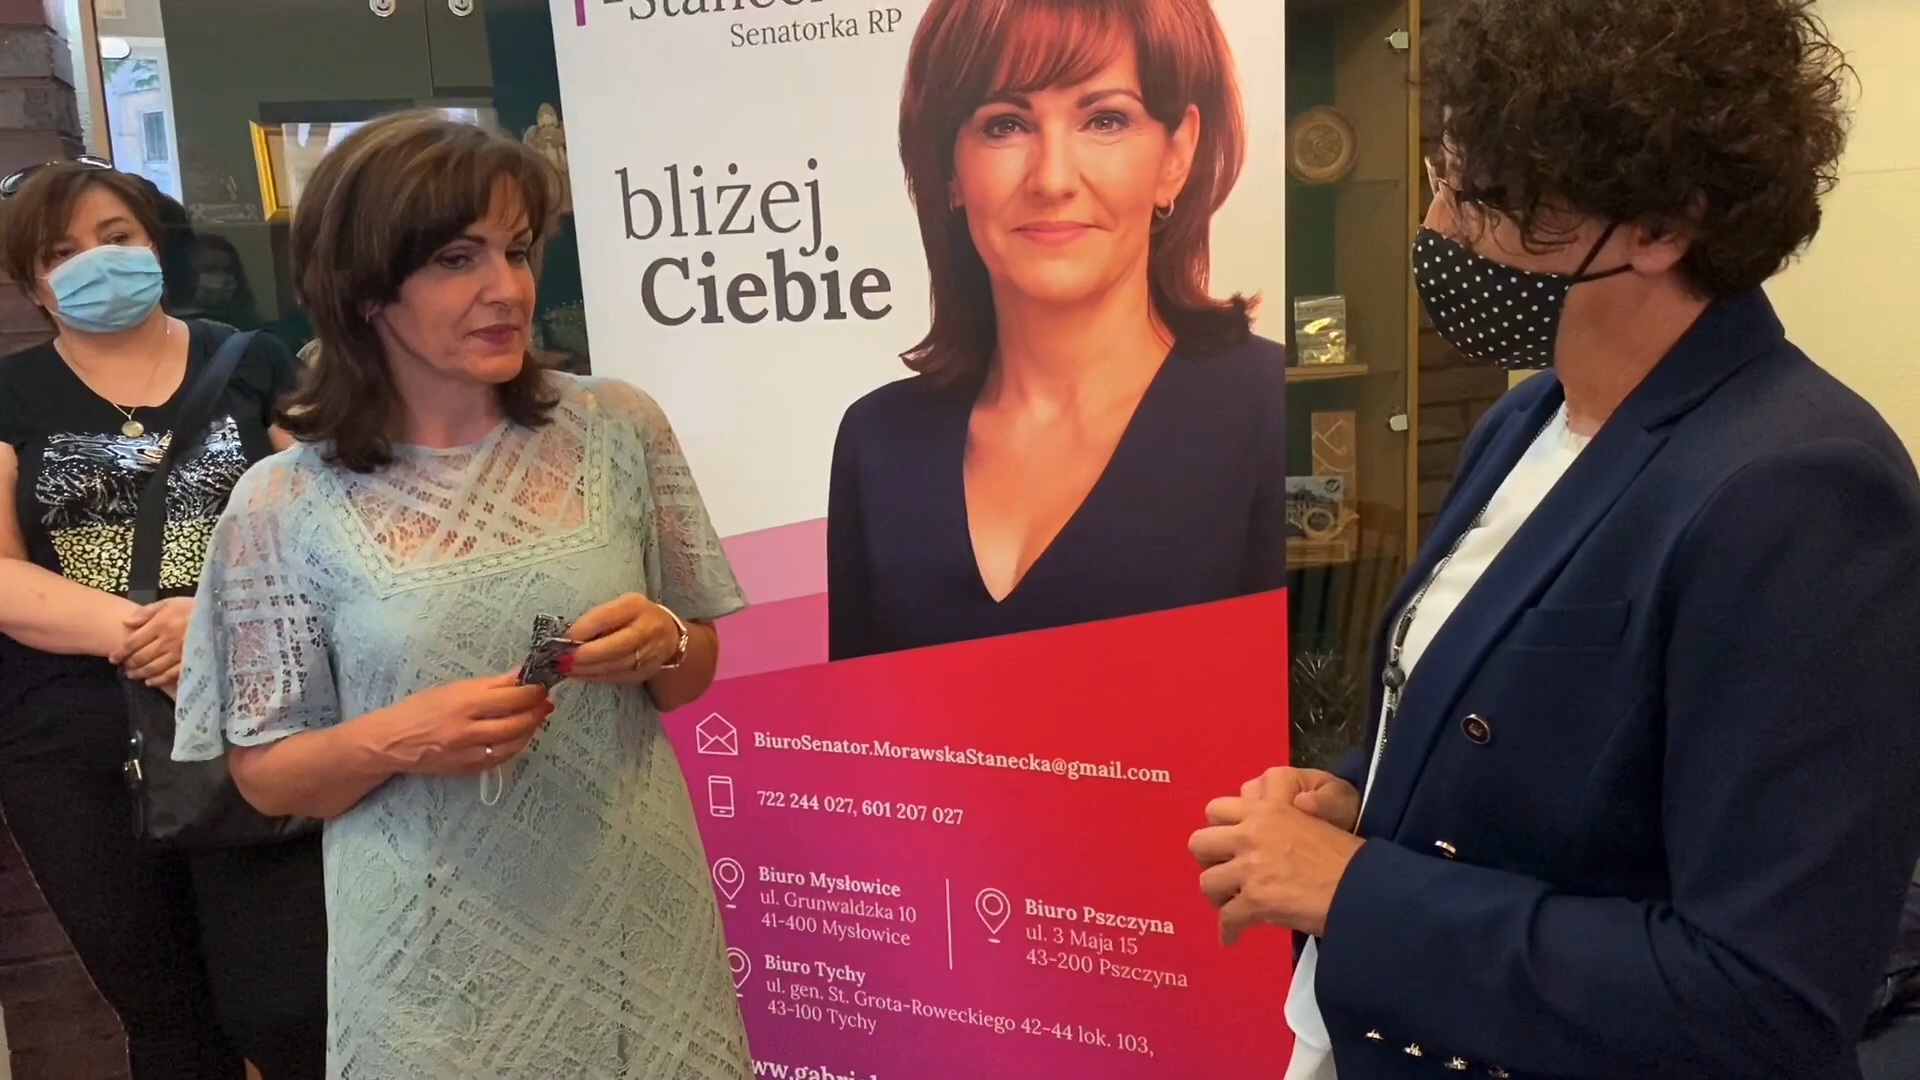 Senatorka RP
bliżej
Ciebie
BiuroSenator.MorawskaStanecka@gmail.com
722 244 027, 601 207 027
Biuro Mysłowice
ul. Grunwaldzka 10
41-400 Mysłowice
Biuro Pszczyna
ul. 3 Maja 15
43-200 Pszczyna
Biuro Tychy
ul. gen. St. Grota-Roweckiego 42-44 lok. 103,
43-100 Tychy